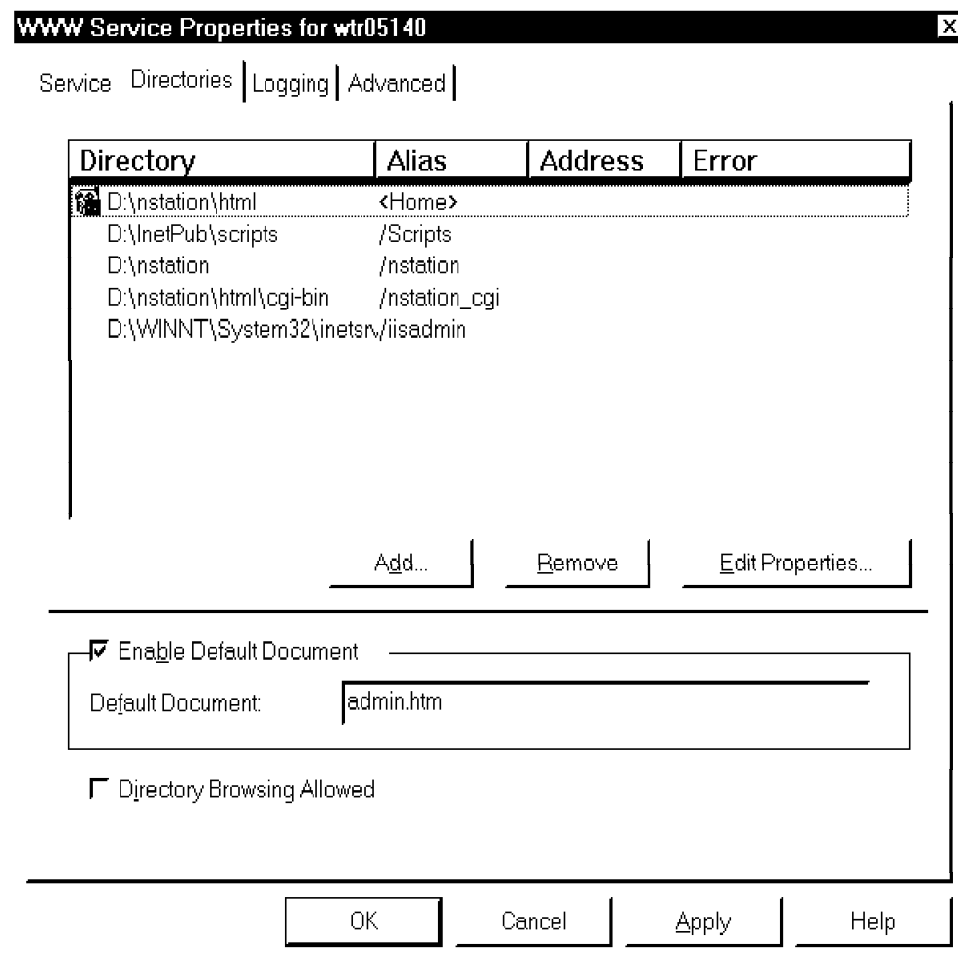 WWW Service Properties for wtr05140
Service Directories Logging Advanced
Directory Alias Address Error
D:\nstation\html <Home>
D:\InetPub\scripts /Scripts
D:\nstation /nstation
D:\nstation\html\cgi-bin /nstation_cgi
D:\WINNT\System32\inetsrv /iisadmin
Add... Remove Edit Properties...
Enable Default Document
Default Document: admin.htm
Directory Browsing Allowed
OK Cancel Apply Help